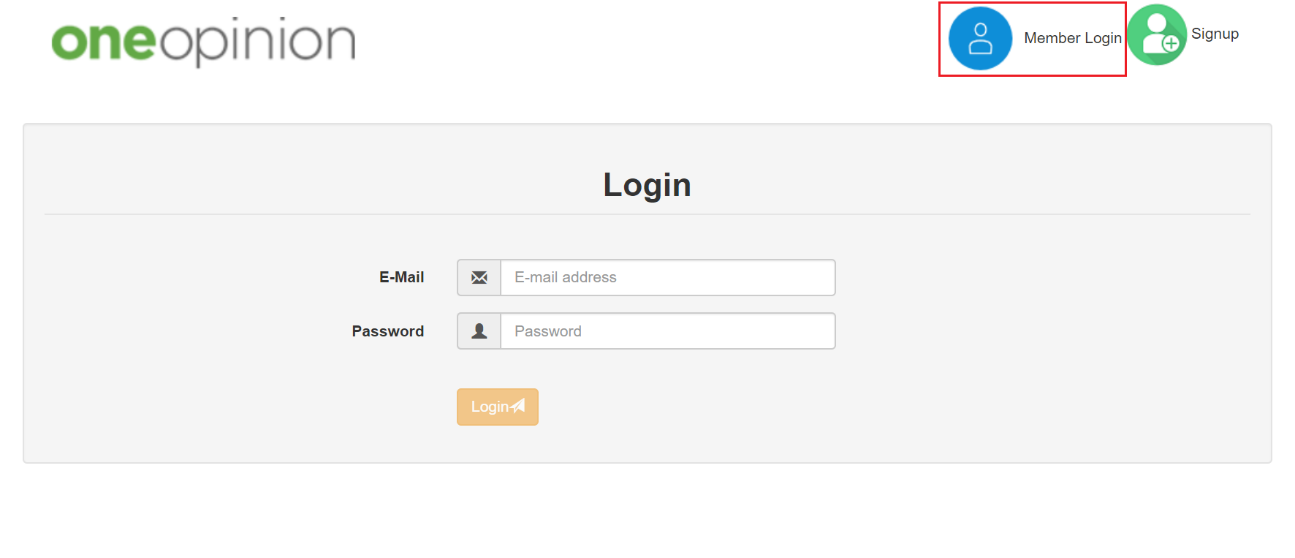 oneopinion
Member Login
Signup
Login
E-Mail
E-mail address
Password
Password
Login